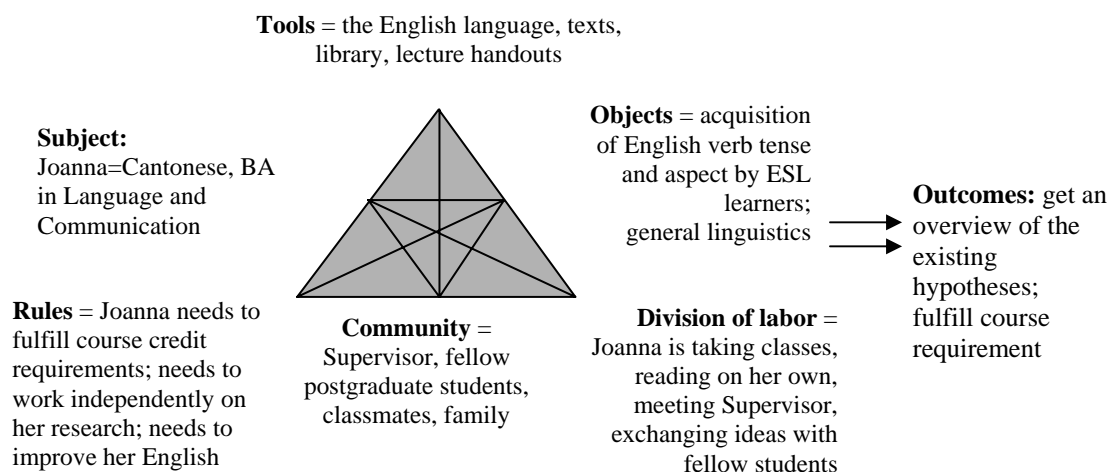 Tools = the English language, texts,
library, lecture handouts
Subject:
Joanna=Cantonese, BA
in Language and
Communication
Objects = acquisition
of English verb tense
and aspect by ESL
learners;
general linguistics
Outcomes: get an
overview of the
existing
hypotheses;
fulfill course
requirement
Rules = Joanna needs to
fulfill course credit
requirements; needs to
work independently on
her research; needs to
improve her English
Community =
Supervisor, fellow
postgraduate students,
classmates, family
Division of labor =
Joanna is taking classes,
reading on her own,
meeting Supervisor,
exchanging ideas with
fellow students